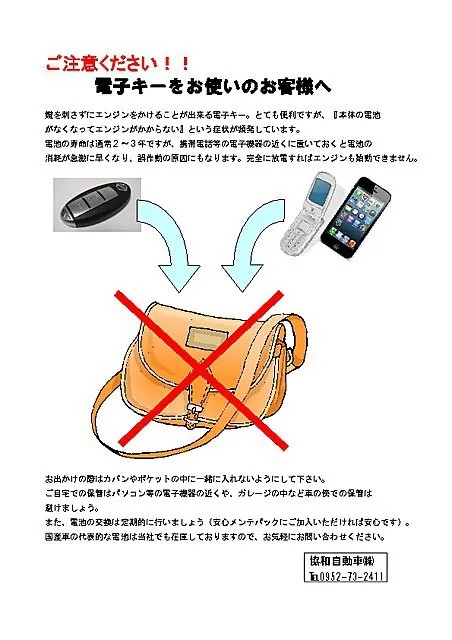 ご注意ください！！
電子キーをお使いのお客様へ
鍵を刺さずにエンジンをかけることが出来る電子キー。とても便利ですが、『本体の電池
がなくなってエンジンがかからない』という症状が頻発しています。
電池の寿命は通常２～３年ですが、携帯電話等の電子機器の近くに置いておくと電池の
消耗が急激に早くなり、誤作動の原因にもなります。完全に放電すればエンジンも始動できません。
お出かけの際はカバンやポケットの中に一緒に入れないようにして下さい。
ご自宅での保管はパソコン等の電子機器の近くや、ガレージの中など車の傍での保管は
避けましょう。
また、電池の交換は定期的に行いましょう（安心メンテパックにご加入いただければ安心です）。
国産車の代表的な電池は当社でも在庫しておりますので、お気軽にお問い合わせください。
協和自動車㈱
℡0952-73-2411